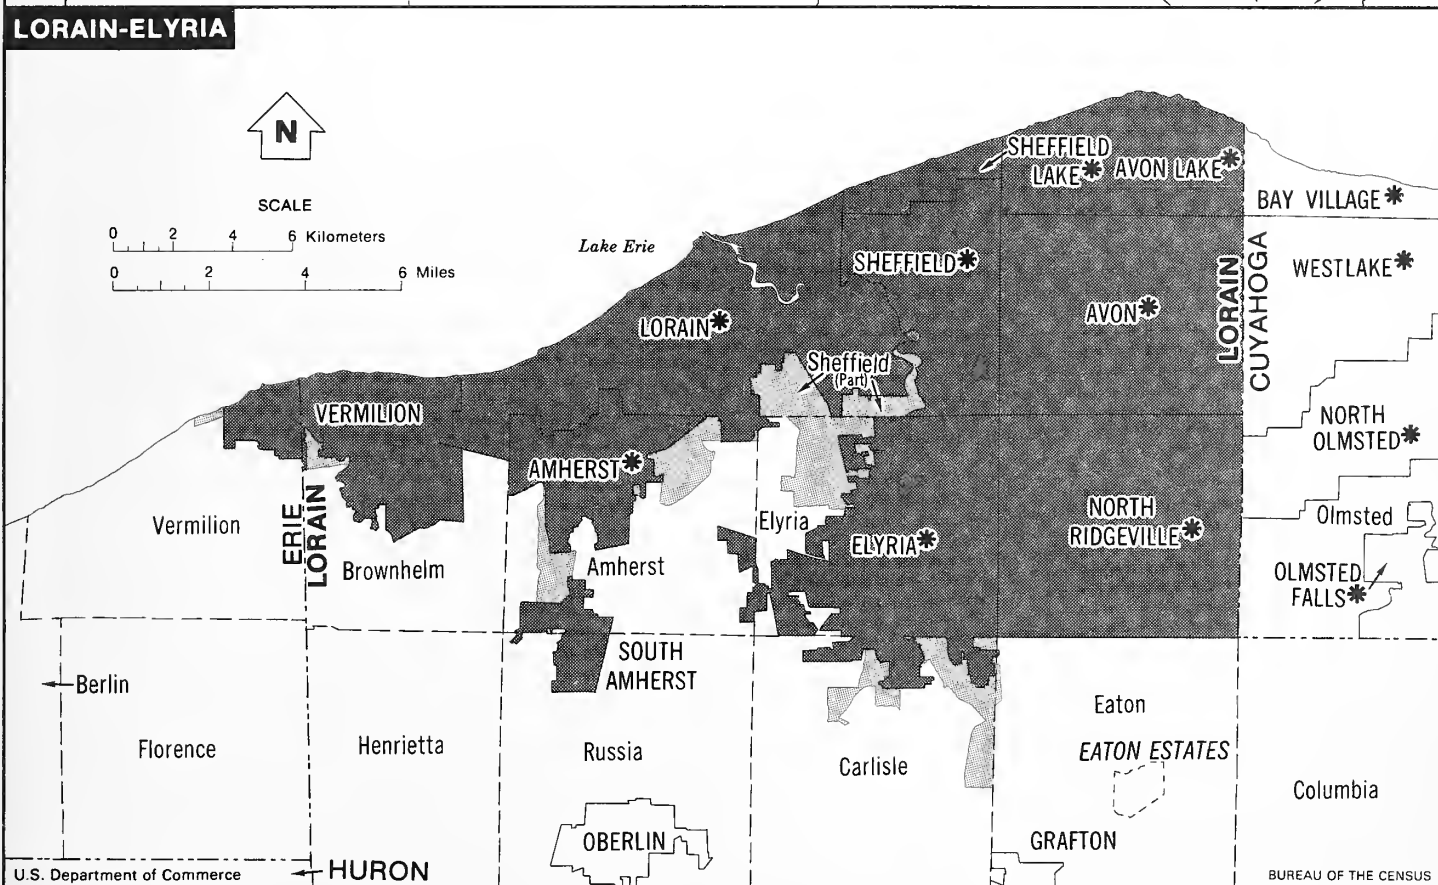 LORAIN-ELYRIA
N
SCALE
0 2 4 6 Kilometers
0 2 4 6 Miles
Lake Erie
SHEFFIELD
LAKE*
AVON LAKE*
BAY VILLAGE*
SHEFFIELD*
LORAIN
CUYAHOGA
WESTLAKE*
LORAIN*
AVON*
Sheffield
(Part)
VERMILION
NORTH
OLMSTED*
AMHERST*
Vermilion
ERIE
LORAIN
Elyria
ELYRIA*
NORTH
RIDGEVILLE*
Olmsted
Brownhelm
Amherst
OLMSTED
FALLS*
SOUTH
AMHERST
Berlin
Eaton
Florence
Henrietta
Russia
Carlisle
EATON ESTATES
Columbia
OBERLIN
GRAFTON
HURON
U.S. Department of Commerce
BUREAU OF THE CENSUS